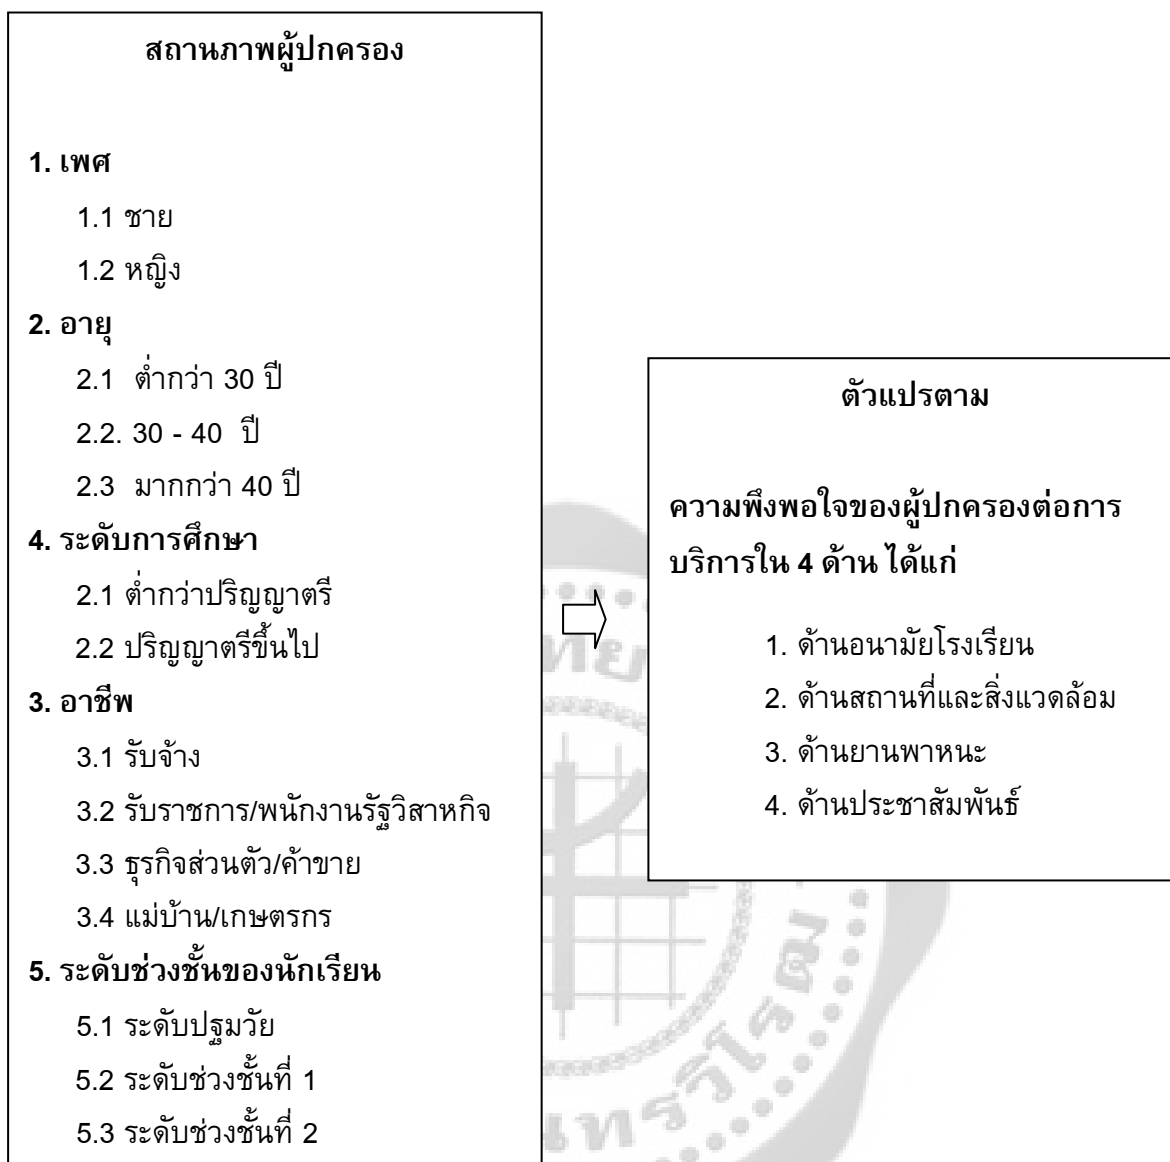 สถานภาพผู้ปกครอง
1. เพศ
1.1 ชาย
1.2 หญิง
2. อายุ
2.1 ต่ำกว่า 30 ปี
2.2. 30 - 40 ปี
2.3 มากกว่า 40 ปี
4. ระดับการศึกษา
2.1 ต่ำกว่าปริญญาตรี
2.2 ปริญญาตรีขึ้นไป
3. อาชีพ
3.1 รับจ้าง
3.2 รับราชการ/พนักงานรัฐวิสาหกิจ
3.3 ธุรกิจส่วนตัว/ค้าขาย
3.4 แม่บ้าน/เกษตรกร
5. ระดับช่วงชั้นของนักเรียน
5.1 ระดับปฐมวัย
5.2 ระดับช่วงชั้นที่ 1
5.3 ระดับช่วงชั้นที่ 2
ตัวแปรตาม
ความพึงพอใจของผู้ปกครองต่อการ
บริการใน 4 ด้าน ได้แก่
1. ด้านอนามัยโรงเรียน
2. ด้านสถานที่และสิ่งแวดล้อม
3. ด้านยานพาหนะ
4. ด้านประชาสัมพันธ์